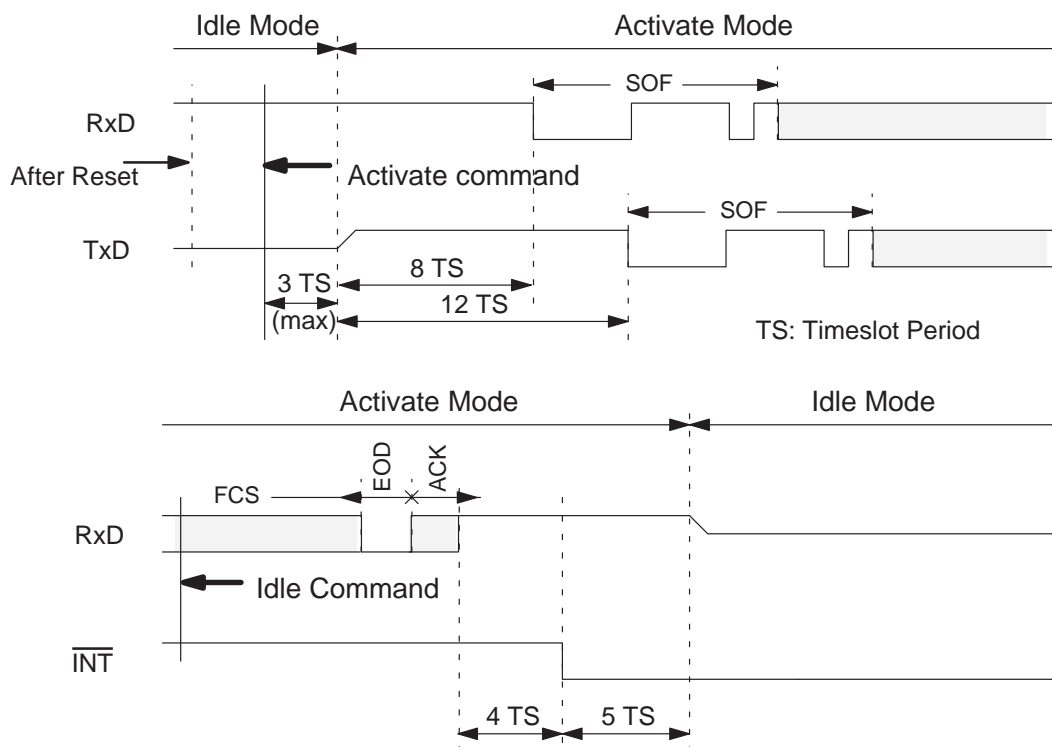 Idle Mode
Activate Mode
SOF
RxD
After Reset
Activate command
SOF
TxD
3 TS
(max)
8 TS
12 TS
TS: Timeslot Period
Activate Mode
Idle Mode
FCS
EOD
ACK
RxD
Idle Command
INT
4 TS
5 TS